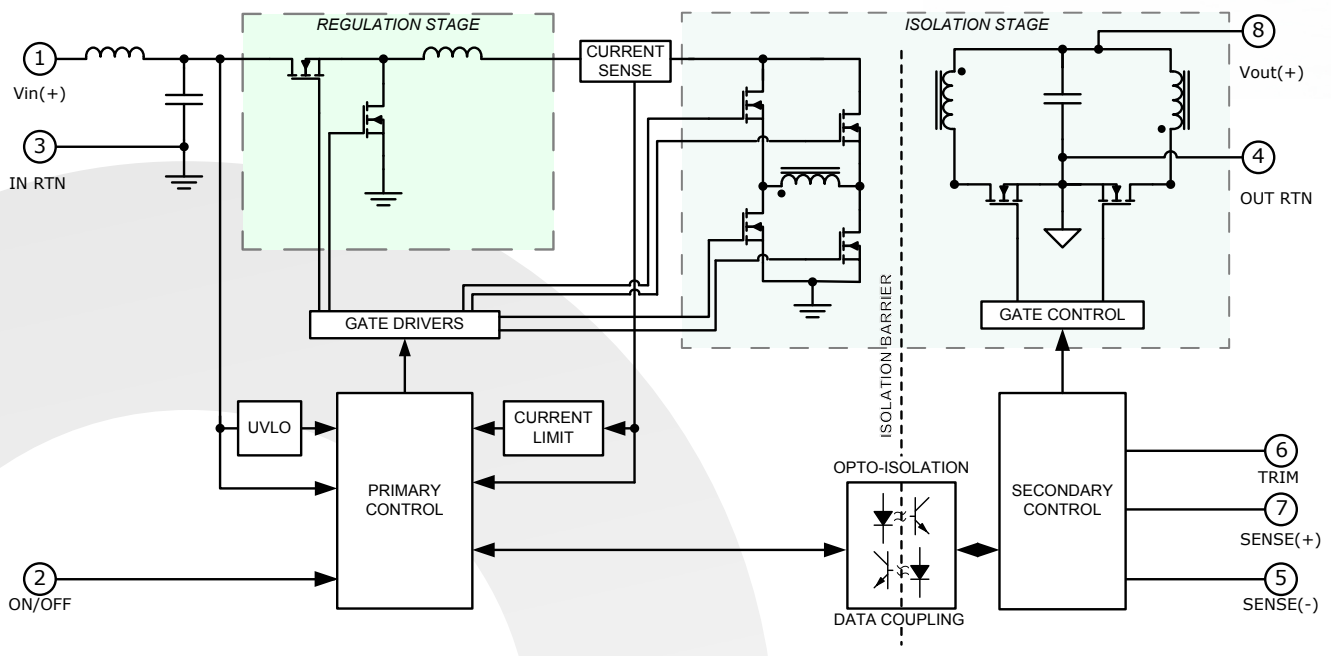 REGULATION STAGE
ISOLATION STAGE
1
Vin(+)
3
IN RTN
CURRENT
SENSE
8
Vout(+)
4
OUT RTN
GATE DRIVERS
GATE CONTROL
ISOLATION BARRIER
UVLO
PRIMARY
CONTROL
CURRENT
LIMIT
OPTO-ISOLATION
DATA COUPLING
SECONDARY
CONTROL
6
TRIM
7
SENSE(+)
5
SENSE(-)
2
ON/OFF